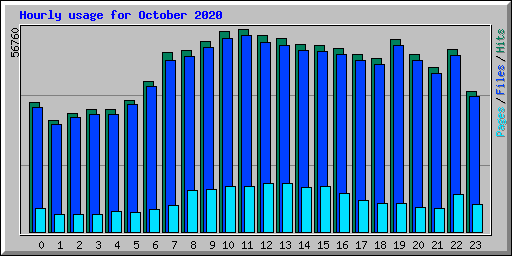 Hourly usage for October 2020
56760
Pages / Files / Hits
0 1 2 3 4 5 6 7 8 9 10 11 12 13 14 15 16 17 18 19 20 21 22 23